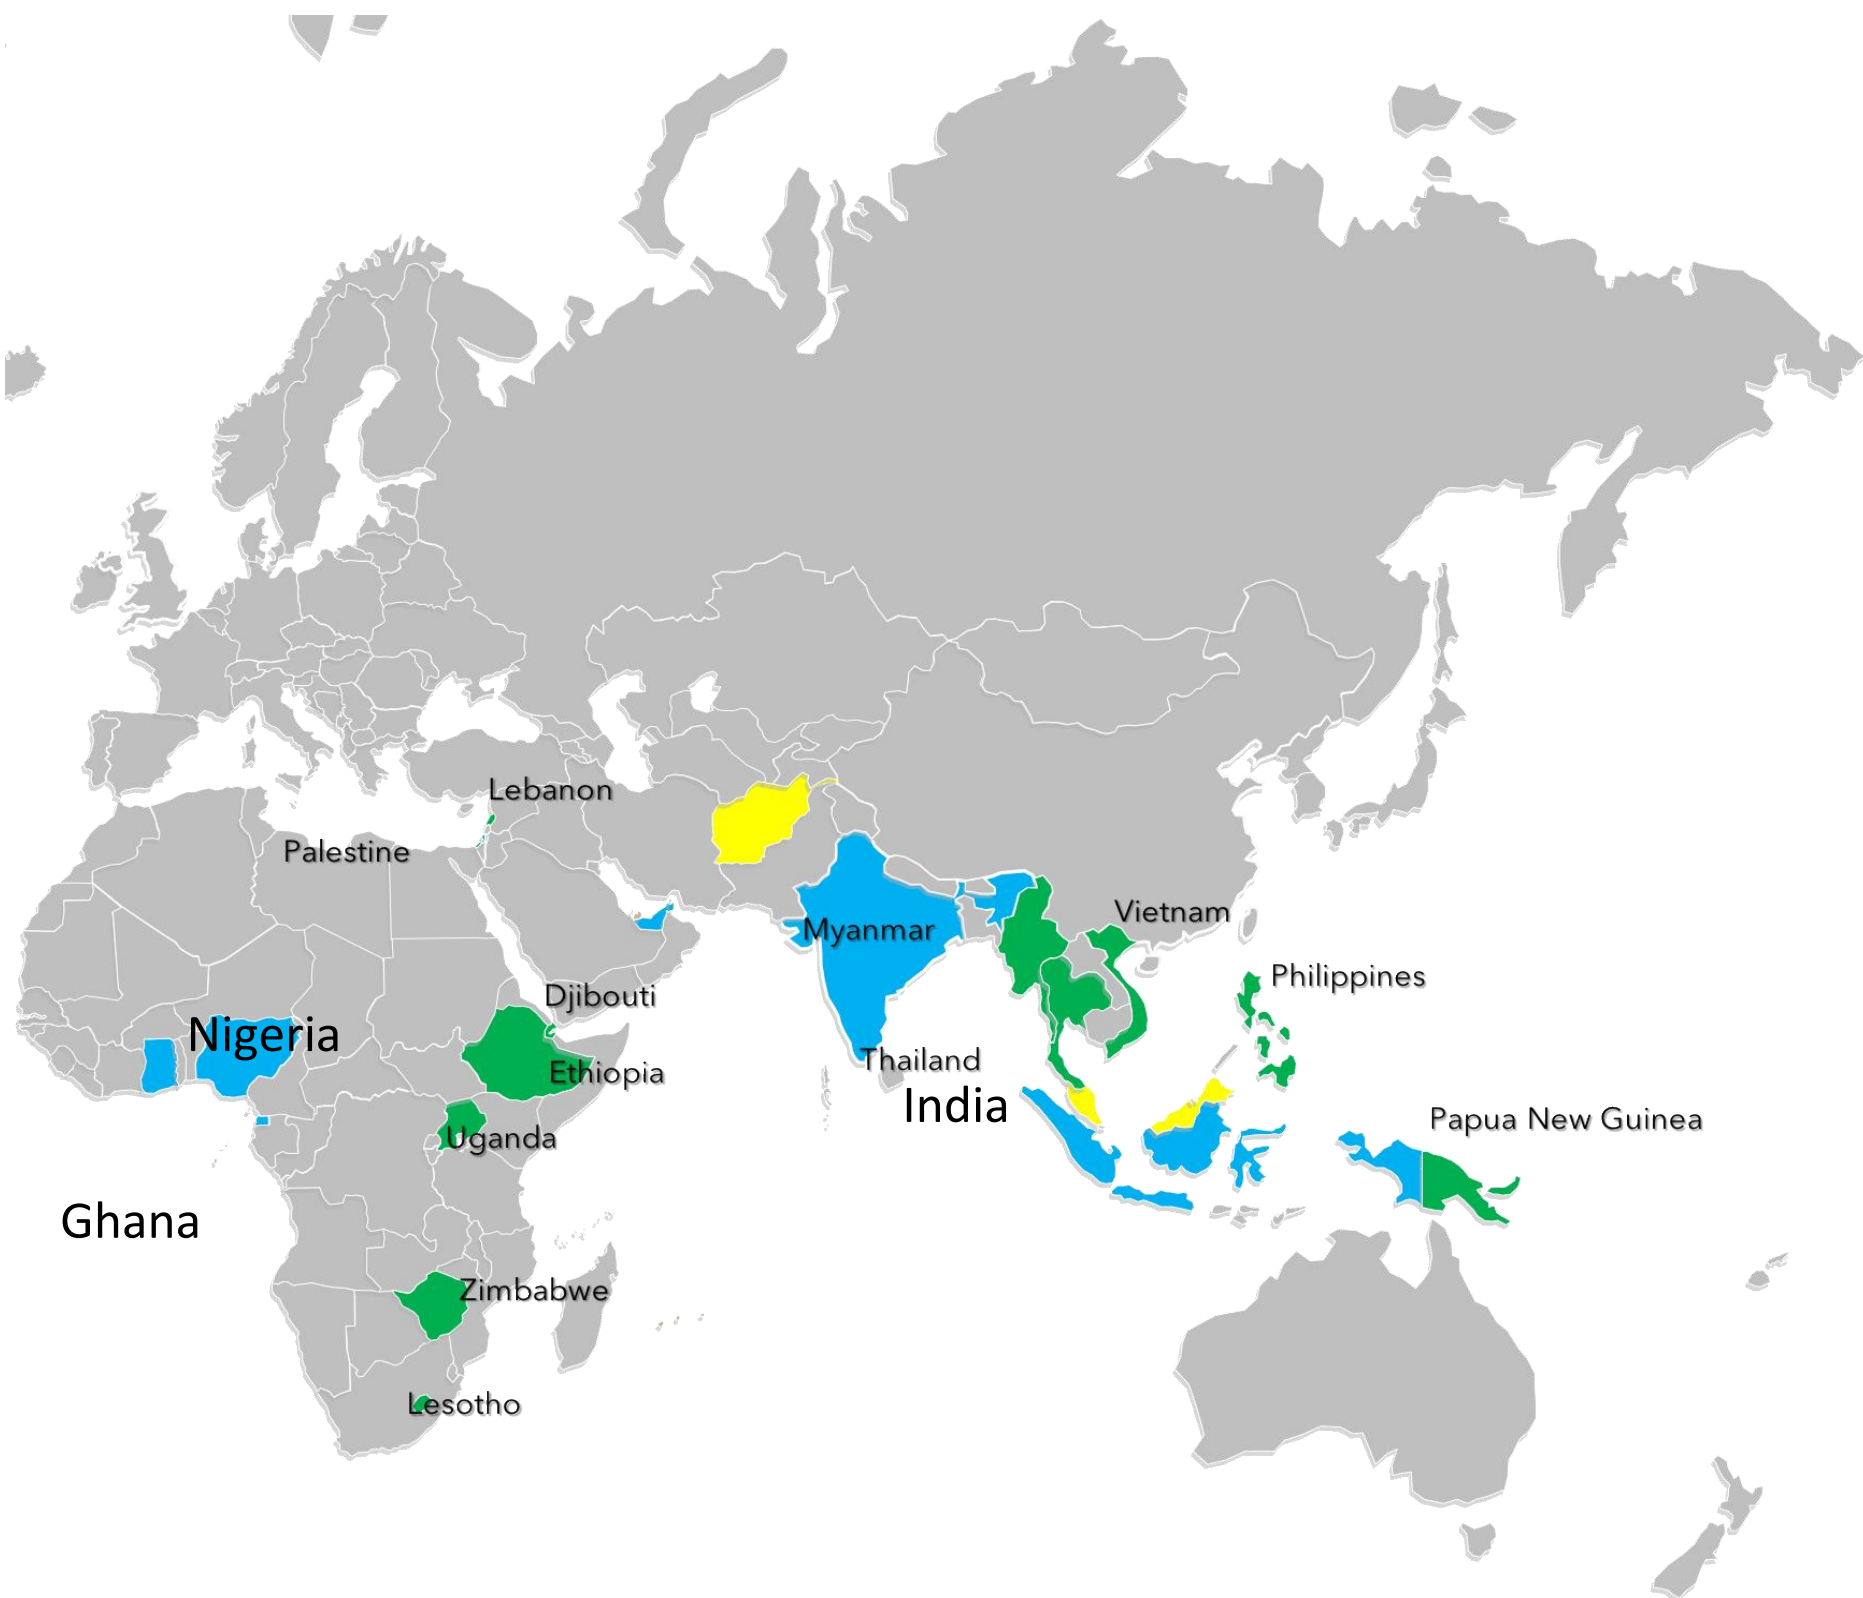 Lebanon
Palestine
Vietnam
Myanmar
Philippines
Djibouti
Nigeria
Thailand
Ethiopia
India
Papua New Guinea
Uganda
Ghana
Zimbabwe
Lesotho